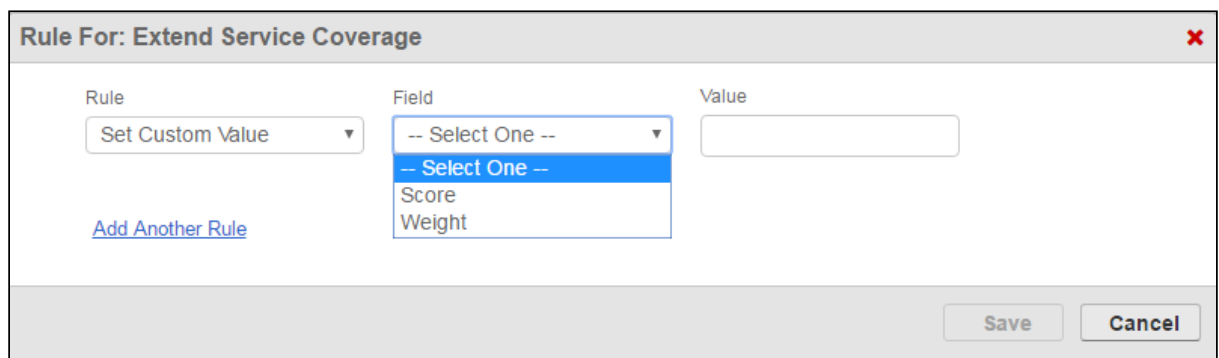 Rule For: Extend Service Coverage
Rule
Field
Value
Set Custom Value
-- Select One --
-- Select One --
Score
Weight
Add Another Rule
Save
Cancel